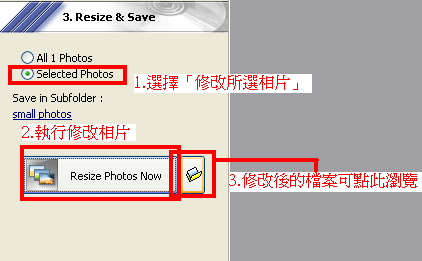 3. Resize & Save
All 1 Photos
Selected Photos
1.選擇「修改所選相片」
Save in Subfolder :
small photos
2.執行修改相片
Resize Photos Now
3.修改後的檔案可點此瀏覽